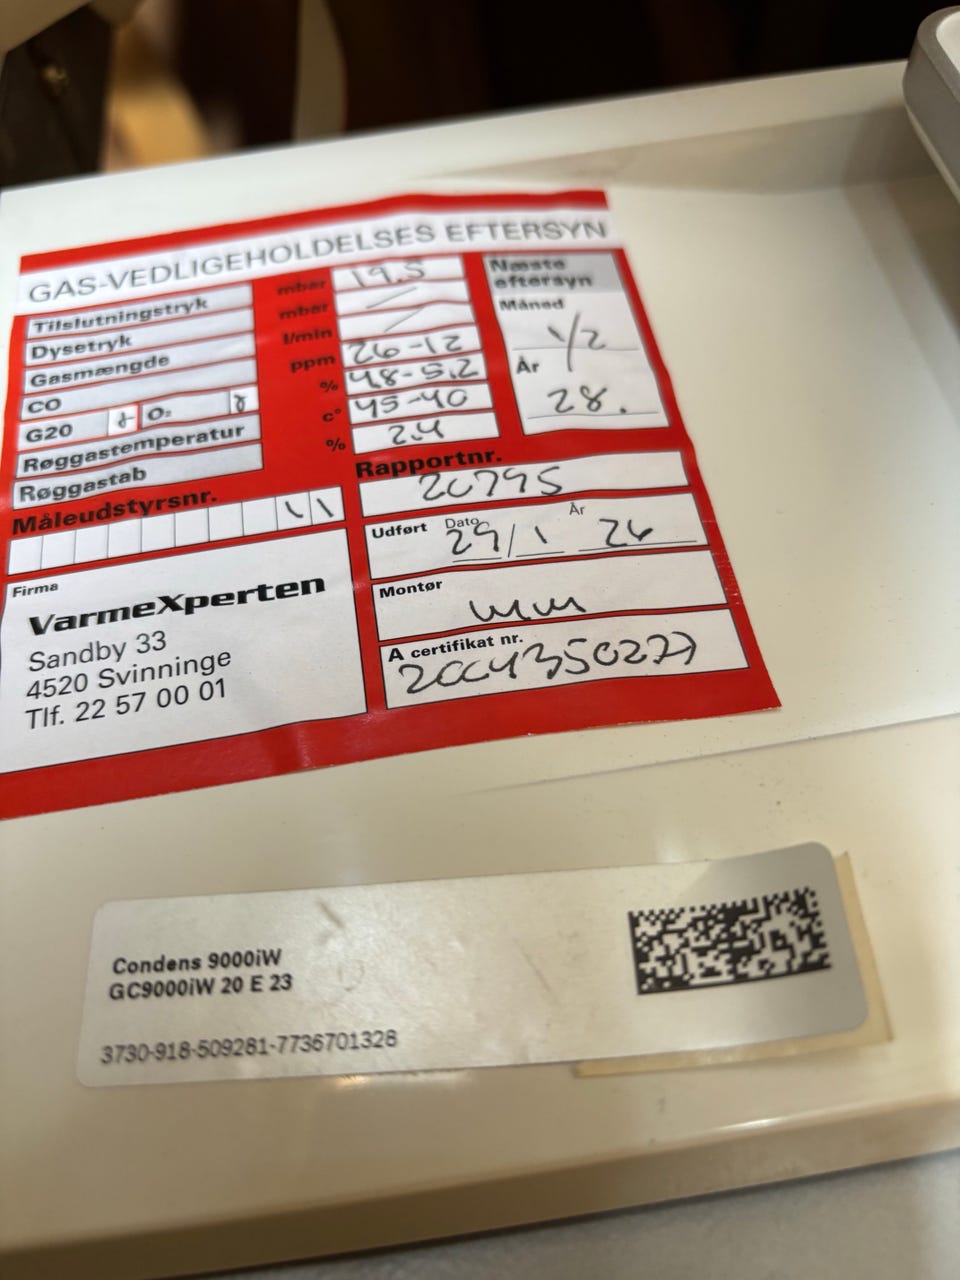 GAS-VEDLIGEHOLDELSES EFTERSYN
Tilslutningstryk mbar 19.5
Dysetryk mbar
Gasmængde l/min
CO ppm 26-12
G20 O₂ % 4.8-5.2
Røggastemperatur c° 45-40
Røggastab % 2.4
Næste
eftersyn
Måned
1/2
År
28.
Måleudstyrsnr.
11
Rapportnr.
20795
Udført Dato 29/1 År 26
Firma
VarmeXperten
Sandby 33
4520 Svinninge
Tlf. 22 57 00 01
Montør
A certifikat nr.
Condens 9000iW
GC9000iW 20 E 23
3730-918-509281-7736701328